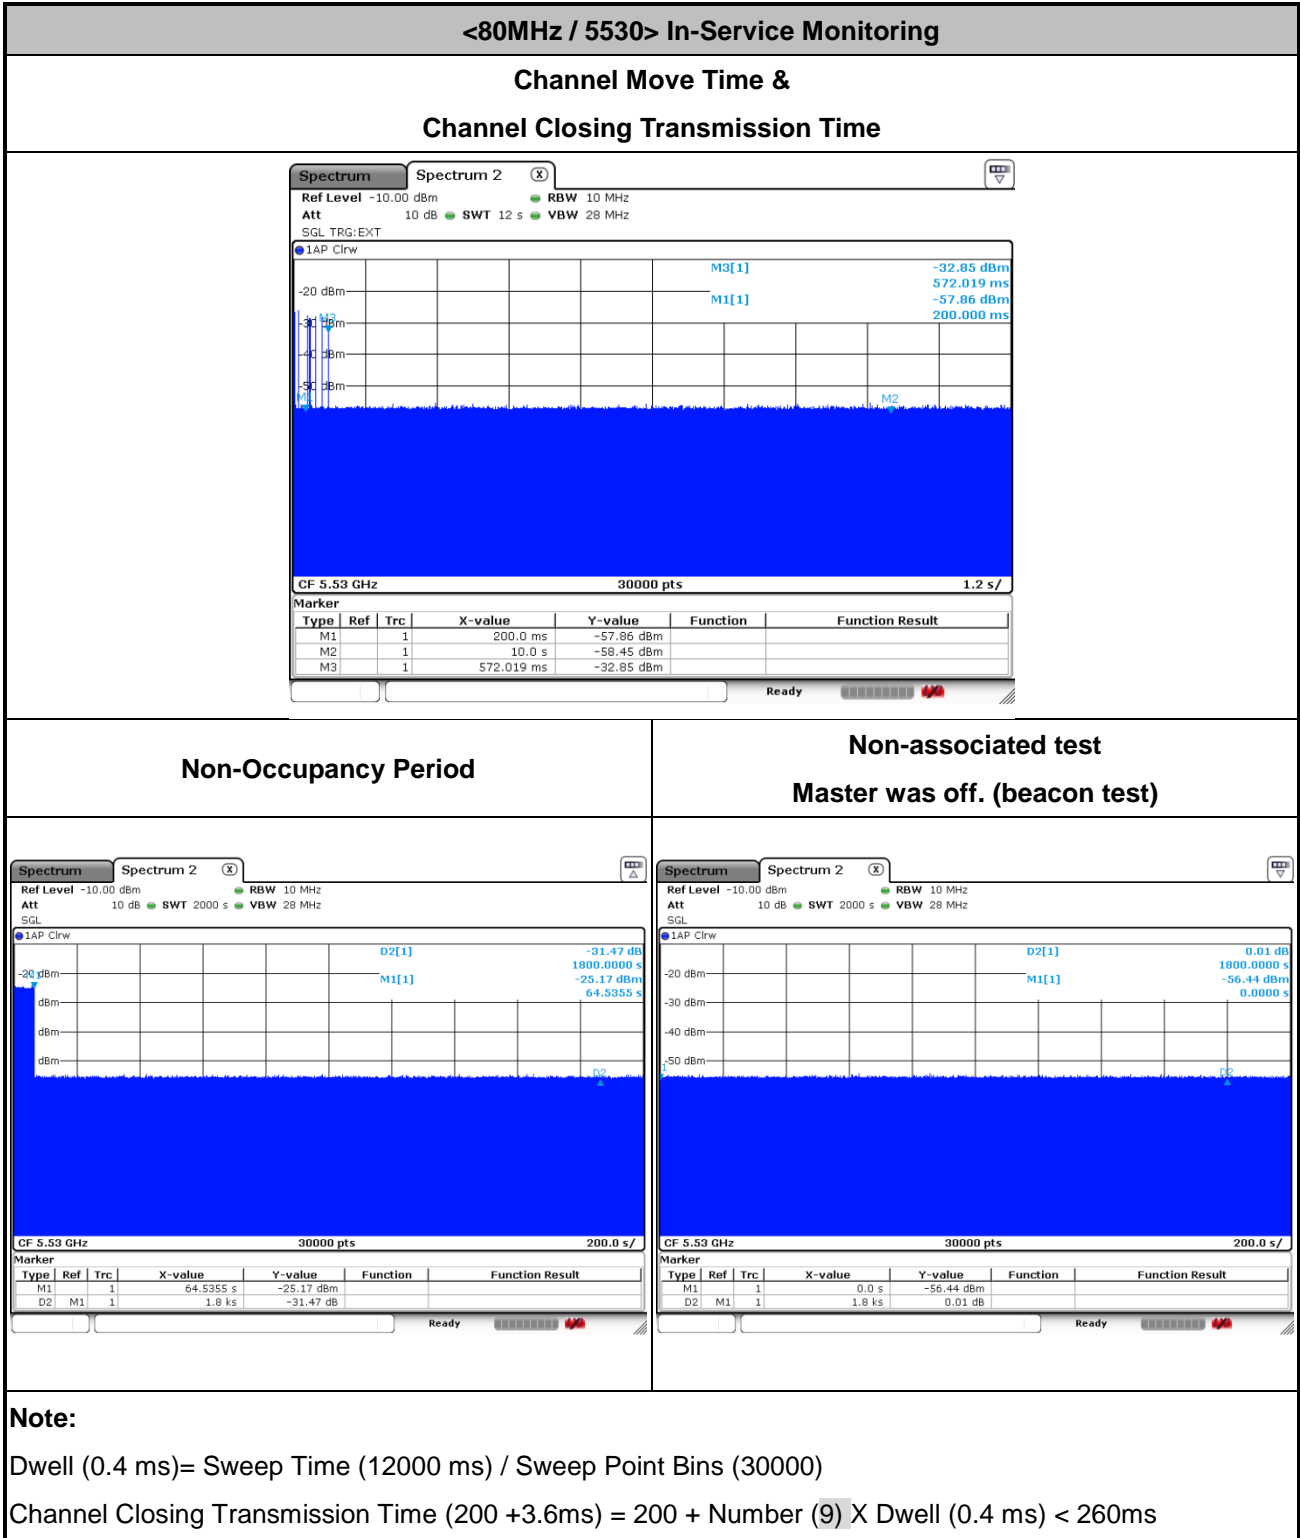 <80MHz / 5530> In-Service Monitoring
Channel Move Time &
Channel Closing Transmission Time
Spectrum Spectrum 2 X
Ref Level -10.00 dBm RBW 10 MHz
Att 10 dB SWT 12 s VBW 28 MHz
SGL TRG:EXT
1AP Clrw
M3[1] -32.85 dBm
572.019 ms
-20 dBm
M1[1] -57.86 dBm
200.000 ms
M3
-30 dBm
-40 dBm
-50 dBm
M1 M2
CF 5.53 GHz 30000 pts 1.2 s/
Marker
Type Ref Trc X-value Y-value Function Function Result
M1 1 200.0 ms -57.86 dBm
M2 1 10.0 s -58.45 dBm
M3 1 572.019 ms -32.85 dBm
Ready
Non-Occupancy Period
Non-associated test
Master was off. (beacon test)
Spectrum Spectrum 2 X
Ref Level -10.00 dBm RBW 10 MHz
Att 10 dB SWT 2000 s VBW 28 MHz
SGL
1AP Clrw
D2[1] -31.47 dB
1800.0000 s
-20 dBm M1[1] -25.17 dBm
64.5355 s
dBm
dBm
dBm
D2
CF 5.53 GHz 30000 pts 200.0 s/
Marker
Type Ref Trc X-value Y-value Function Function Result
M1 1 64.5355 s -25.17 dBm
D2 M1 1 1.8 ks -31.47 dB
Ready
Spectrum Spectrum 2 X
Ref Level -10.00 dBm RBW 10 MHz
Att 10 dB SWT 2000 s VBW 28 MHz
SGL
1AP Clrw
D2[1] 0.01 dB
1800.0000 s
-20 dBm M1[1] -56.44 dBm
0.0000 s
-30 dBm
-40 dBm
-50 dBm
1 D2
CF 5.53 GHz 30000 pts 200.0 s/
Marker
Type Ref Trc X-value Y-value Function Function Result
M1 1 0.0 s -56.44 dBm
D2 M1 1 1.8 ks 0.01 dB
Ready
Note:
Dwell (0.4 ms)= Sweep Time (12000 ms) / Sweep Point Bins (30000)
Channel Closing Transmission Time (200 +3.6ms) = 200 + Number (9) X Dwell (0.4 ms) < 260ms